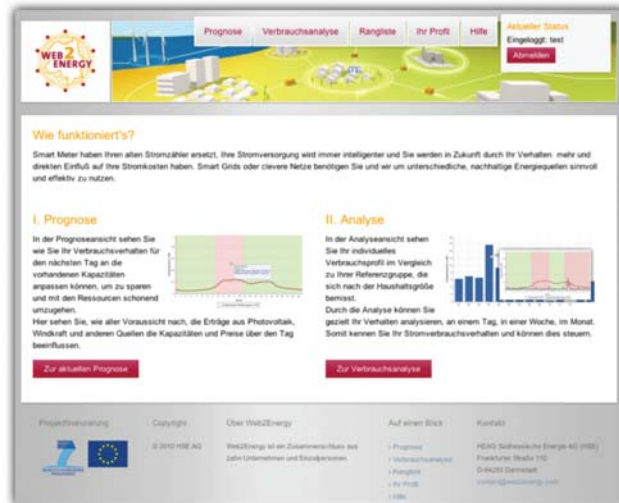 WEB2ENERGY
Prognose Verbrauchsanalyse Rangliste Ihr Profil Hilfe
Aktueller Status
Eingeloggt: test
Abmelden
Wie funktioniert's?
Smart Meter haben Ihren alten Stromzähler ersetzt, Ihre Stromversorgung wird immer intelligenter und Sie werden in Zukunft durch Ihr Verhalten mehr und
direkten Einfluß auf Ihre Stromkosten haben. Smart Grids oder clevere Netze benötigen Sie und wir um unterschiedliche, nachhaltige Energiequellen sinnvoll
und effektiv zu nutzen.
I. Prognose
In der Prognoseansicht sehen Sie
wie Sie Ihr Verbrauchsverhalten für
den nächsten Tag an die
vorhandenen Kapazitäten
anpassen können, um zu sparen
und mit den Ressourcen schonend
umzugehen.
Hier sehen Sie, wie aller Voraussicht nach, die Erträge aus Photovoltaik,
Windkraft und anderen Quellen die Kapazitäten und Preise über den Tag
beeinflussen.
Zur aktuellen Prognose
II. Analyse
In der Analyseansicht sehen
Sie Ihr individuelles
Verbrauchsprofil im Vergleich
zu Ihrer Referenzgruppe, die
sich nach der Haushaltsgröße
bemisst.
Durch die Analyse können Sie
gezielt Ihr Verhalten analysieren, an einem Tag, in einer Woche, im Monat.
Somit kennen Sie Ihr Stromverbrauchsverhalten und können dies steuern.
Zur Verbrauchsanalyse
Projektfinanzierung
Copyright
© 2010 HSE AG
Über Web2Energy
Web2Energy ist ein Zusammenschluss aus
zehn Unternehmen und Einzelpersonen.
Auf einen Blick
› Prognose
› Verbrauchsanalyse
› Rangliste
› Ihr Profil
› Hilfe
Kontakt
HEAG Südhessische Energie AG (HSE)
Frankfurter Straße 110
D-64293 Darmstadt
contact@web2energy.com